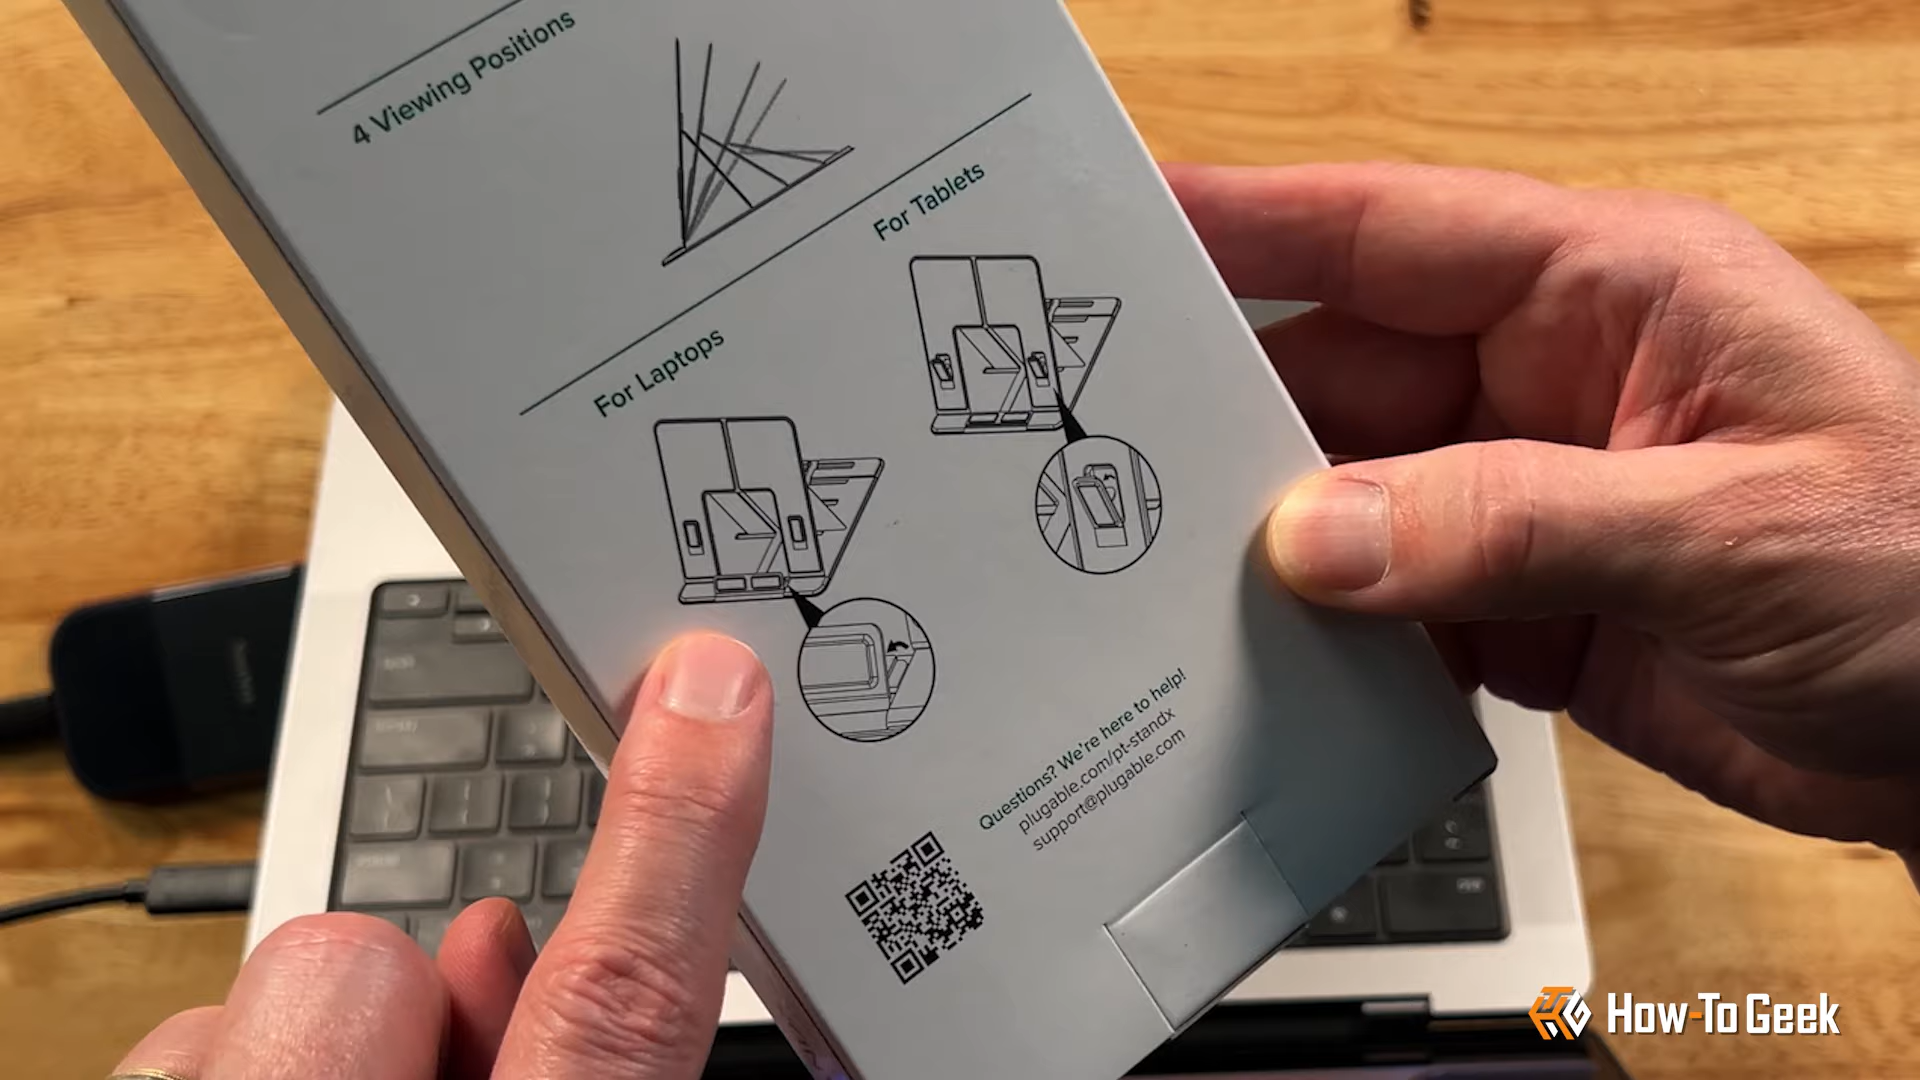 4 Viewing Positions
For Tablets
For Laptops
Questions? We're here to help!
plugable.com/pt-standx
support@plugable.com
How-To Geek